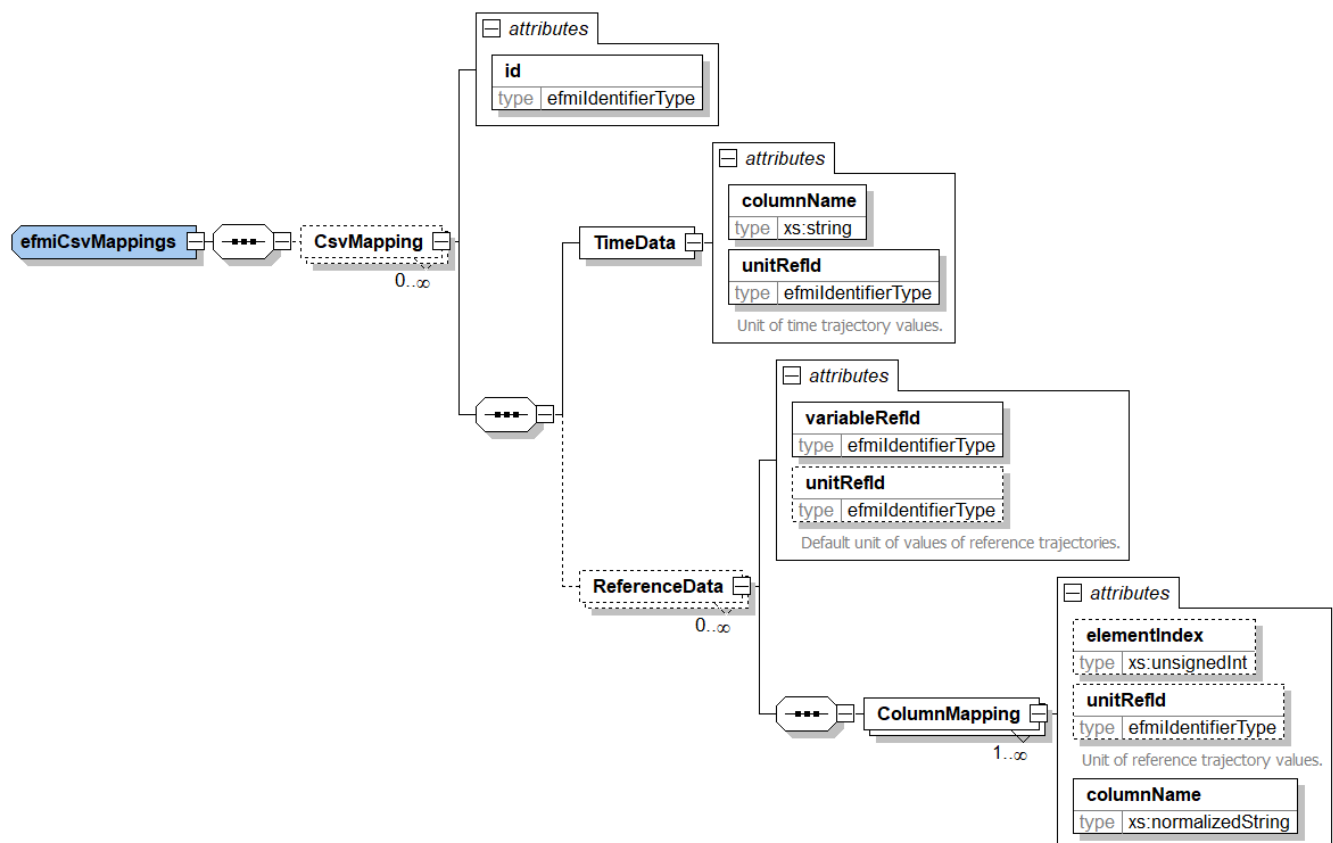 attributes
id
type efmiIdentifierType
attributes
columnName
type xs:string
unitRefId
type efmiIdentifierType
Unit of time trajectory values.
efmiCsvMappings
CsvMapping
0..∞
TimeData
attributes
variableRefId
type efmiIdentifierType
unitRefId
type efmiIdentifierType
Default unit of values of reference trajectories.
ReferenceData
0..∞
attributes
elementIndex
type xs:unsignedInt
unitRefId
type efmiIdentifierType
Unit of reference trajectory values.
columnName
type xs:normalizedString
ColumnMapping
1..∞